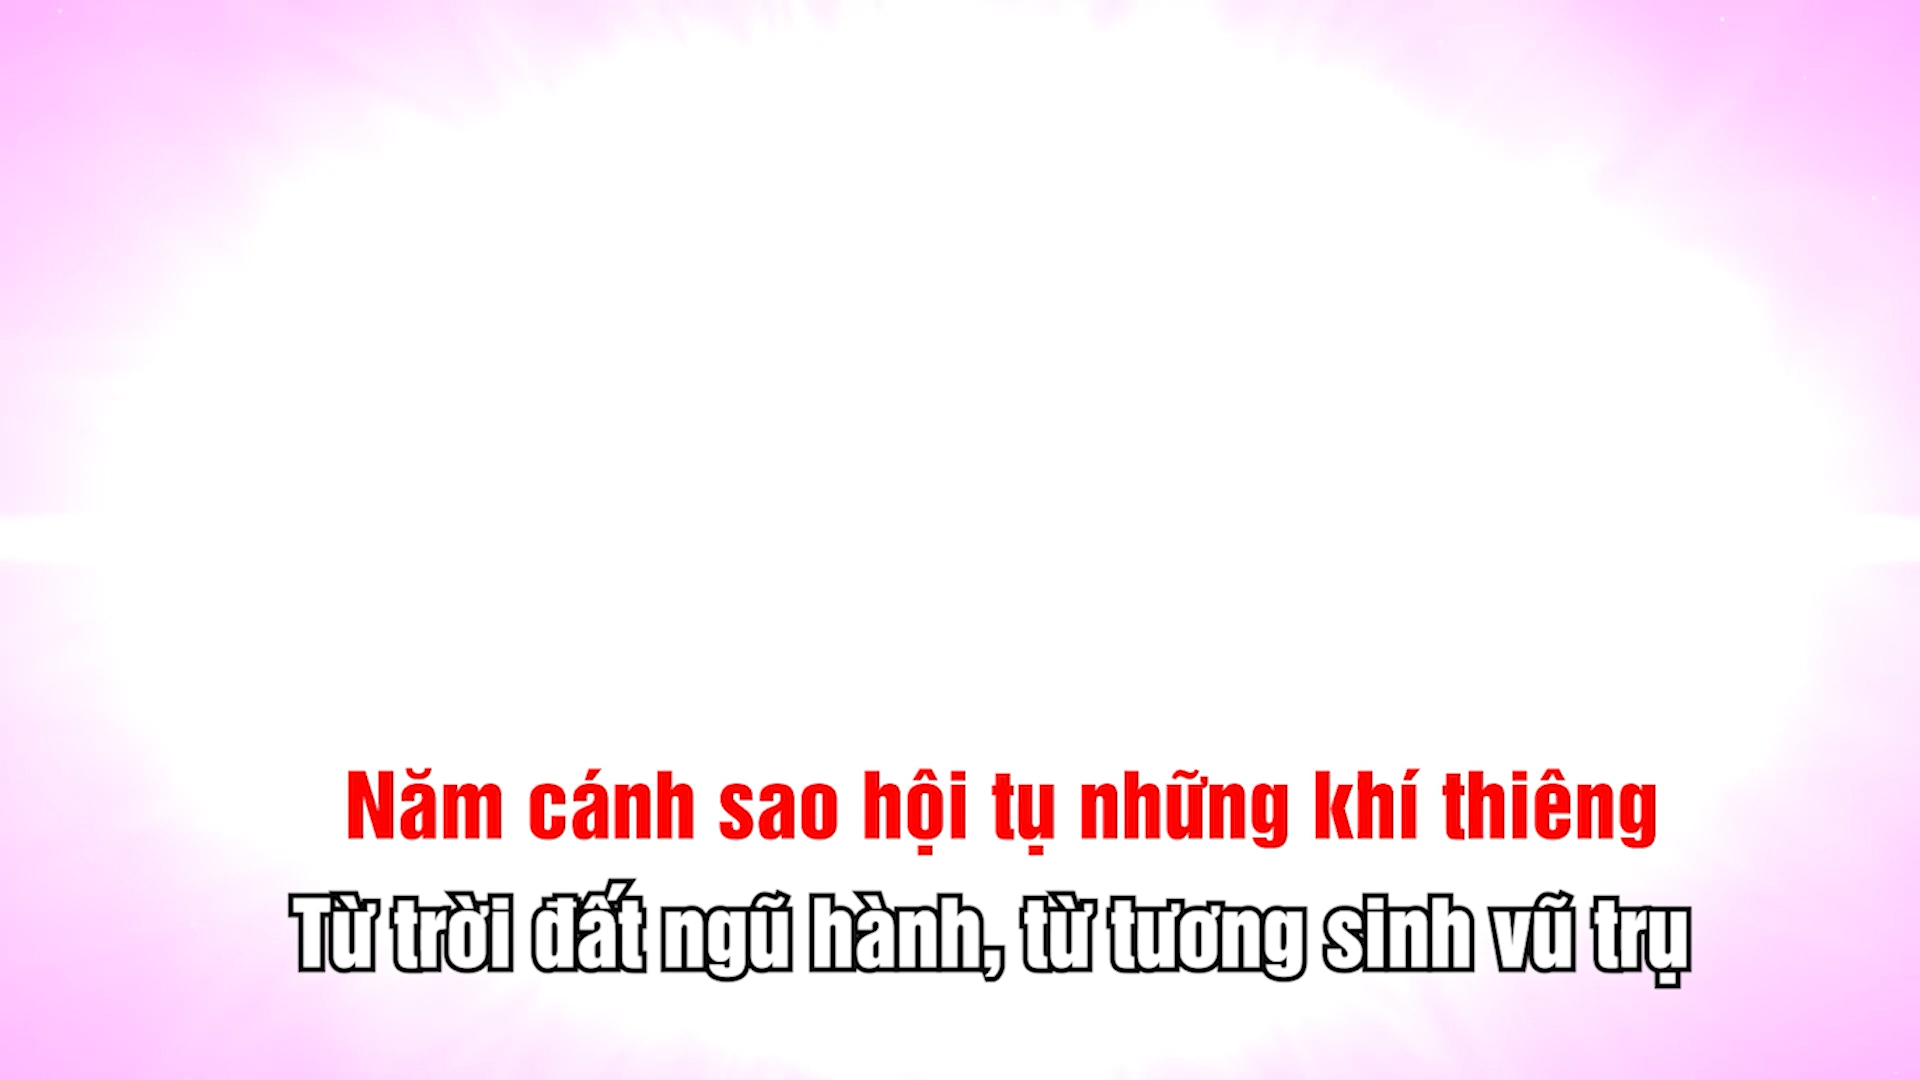 Năm cánh sao hội tụ những khí thiêng
Từ trời đất ngũ hành, từ tương sinh vũ trụ